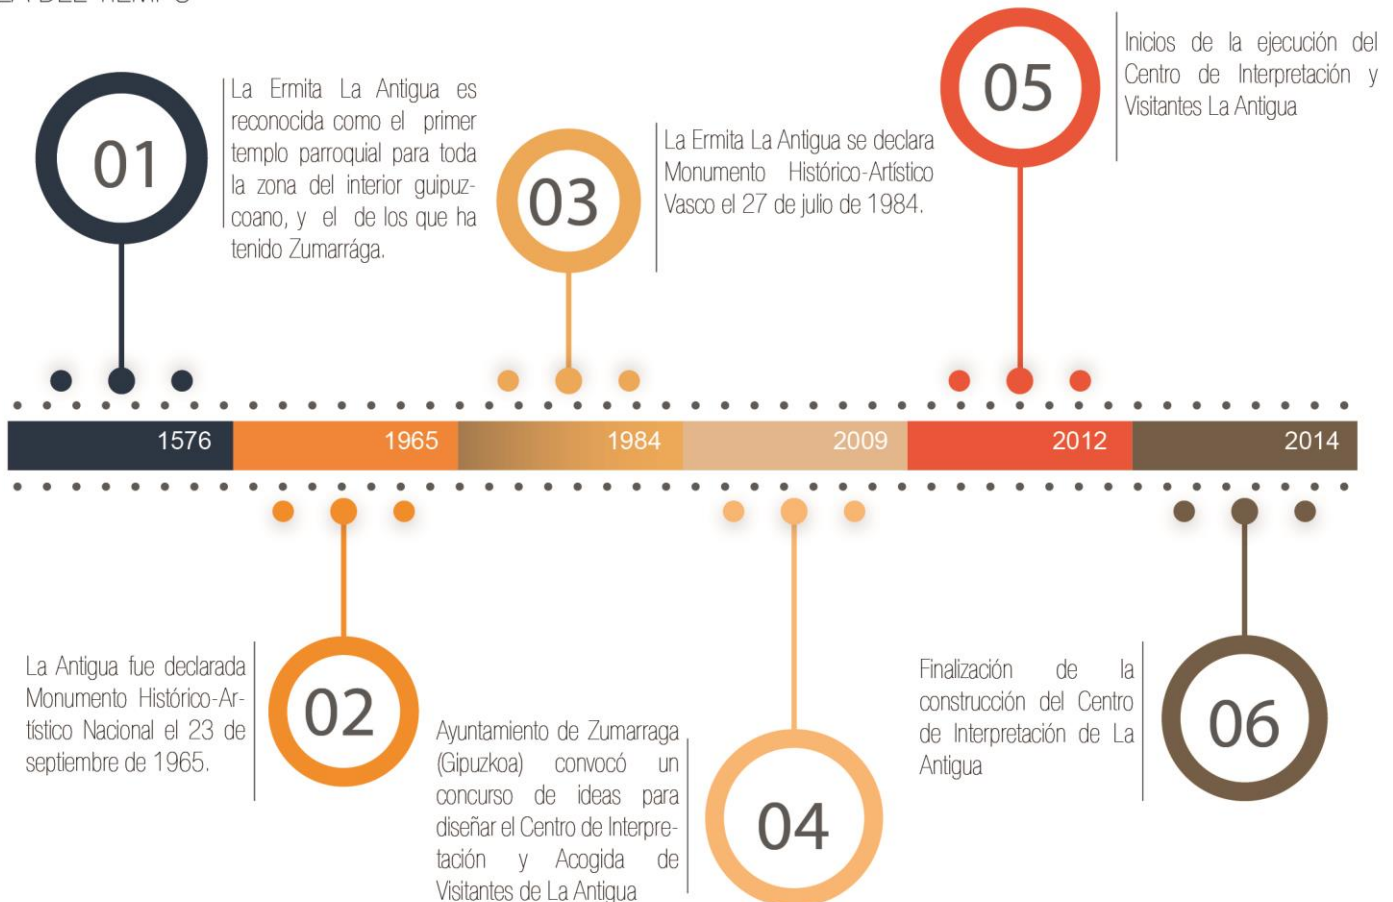 01
La Ermita La Antigua es
reconocida como el primer
templo parroquial para toda
la zona del interior guipuz-
coano, y el de los que ha
tenido Zumarrága.
03
La Ermita La Antigua se declara
Monumento Histórico-Artístico
Vasco el 27 de julio de 1984.
05
Inicios de la ejecución del
Centro de Interpretación y
Visitantes La Antigua
1576
1965
1984
2009
2012
2014
La Antigua fue declarada
Monumento Histórico-Ar-
tístico Nacional el 23 de
septiembre de 1965.
02
Ayuntamiento de Zumarraga
(Gipuzkoa) convocó un
concurso de ideas para
diseñar el Centro de Interpre-
tación y Acogida de
Visitantes de La Antigua
04
Finalización de la
construcción del Centro
de Interpretación de La
Antigua
06